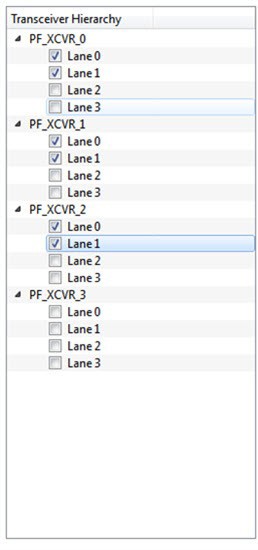 Transceiver Hierarchy
PF_XCVR_0
Lane 0
Lane 1
Lane 2
Lane 3
PF_XCVR_1
Lane 0
Lane 1
Lane 2
Lane 3
PF_XCVR_2
Lane 0
Lane 1
Lane 2
Lane 3
PF_XCVR_3
Lane 0
Lane 1
Lane 2
Lane 3